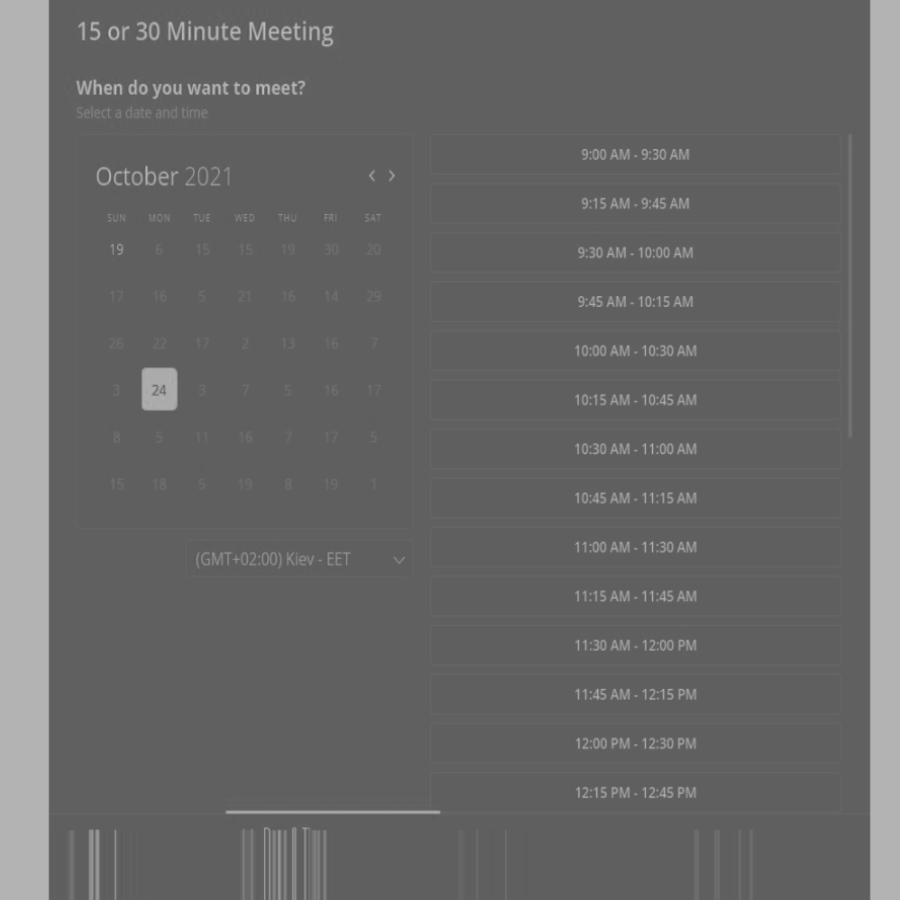 15 or 30 Minute Meeting
When do you want to meet?
Select a date and time
October 2021
SUN MON TUE WED THU FRI SAT
19 6 15 15 19 30 20
17 16 5 21 16 14 29
26 22 17 2 13 16 7
3 24 3 7 5 16 17
8 5 11 16 7 17 5
15 18 5 19 8 19 1
(GMT+02:00) Kiev - EET
9:00 AM - 9:30 AM
9:15 AM - 9:45 AM
9:30 AM - 10:00 AM
9:45 AM - 10:15 AM
10:00 AM - 10:30 AM
10:15 AM - 10:45 AM
10:30 AM - 11:00 AM
10:45 AM - 11:15 AM
11:00 AM - 11:30 AM
11:15 AM - 11:45 AM
11:30 AM - 12:00 PM
11:45 AM - 12:15 PM
12:00 PM - 12:30 PM
12:15 PM - 12:45 PM